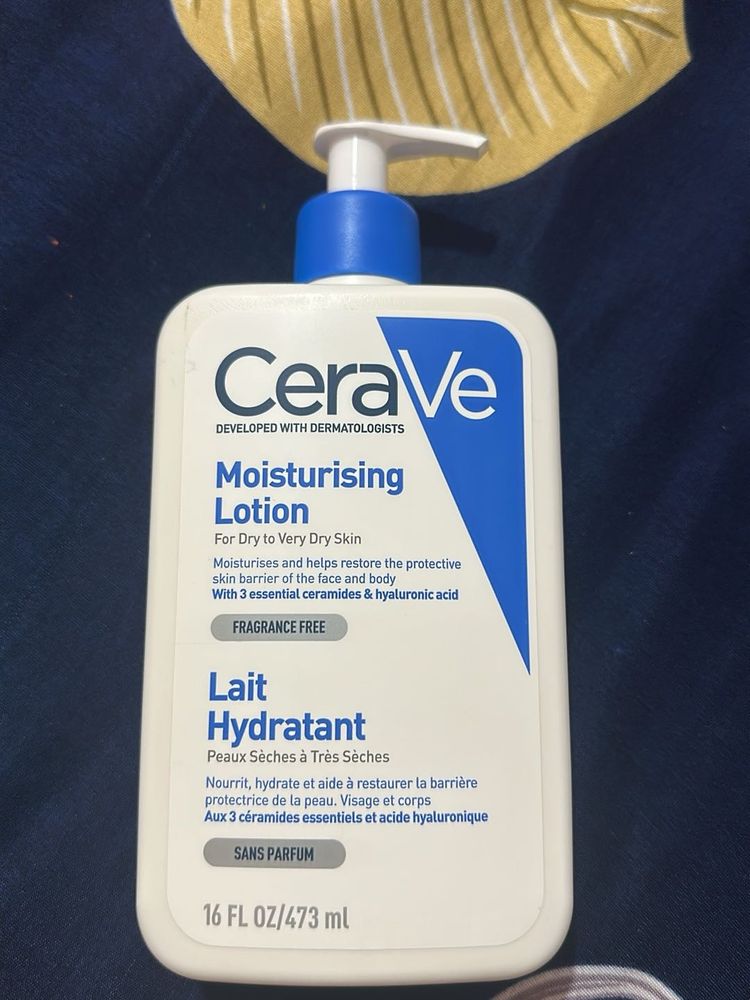 CeraVe
DEVELOPED WITH DERMATOLOGISTS
Moisturising
Lotion
For Dry to Very Dry Skin
Moisturises and helps restore the protective
skin barrier of the face and body
With 3 essential ceramides & hyaluronic acid
FRAGRANCE FREE
Lait
Hydratant
Peaux Sèches à Très Sèches
Nourrit, hydrate et aide à restaurer la barrière
protectrice de la peau. Visage et corps
Aux 3 céramides essentiels et acide hyaluronique
SANS PARFUM
16 FL OZ/473 ml